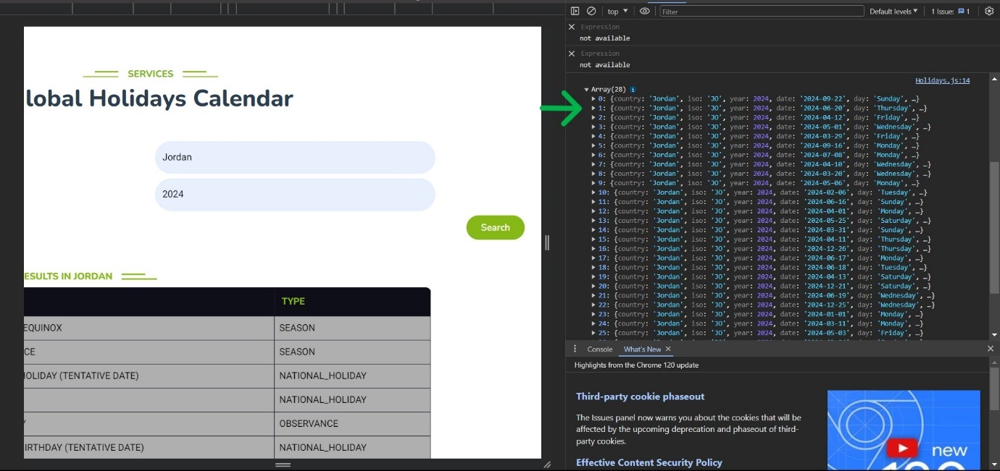 SERVICES
lobal Holidays Calendar
Jordan
2024
Search
ESULTS IN JORDAN
TYPE
EQUINOX SEASON
CE SEASON
HOLIDAY (TENTATIVE DATE) NATIONAL_HOLIDAY
NATIONAL_HOLIDAY
Y OBSERVANCE
IRTHDAY (TENTATIVE DATE) NATIONAL_HOLIDAY
top Filter Default levels 1 Issue: 1
Expression
not available
Expression
not available
Holidays.js:14
Array(28)
0: {country: 'Jordan', iso: 'JO', year: 2024, date: '2024-09-22', day: 'Sunday', …}
1: {country: 'Jordan', iso: 'JO', year: 2024, date: '2024-06-20', day: 'Thursday', …}
2: {country: 'Jordan', iso: 'JO', year: 2024, date: '2024-04-12', day: 'Friday', …}
3: {country: 'Jordan', iso: 'JO', year: 2024, date: '2024-05-01', day: 'Wednesday', …}
4: {country: 'Jordan', iso: 'JO', year: 2024, date: '2024-03-29', day: 'Friday', …}
5: {country: 'Jordan', iso: 'JO', year: 2024, date: '2024-09-16', day: 'Monday', …}
6: {country: 'Jordan', iso: 'JO', year: 2024, date: '2024-07-08', day: 'Monday', …}
7: {country: 'Jordan', iso: 'JO', year: 2024, date: '2024-04-10', day: 'Wednesday', …}
8: {country: 'Jordan', iso: 'JO', year: 2024, date: '2024-03-20', day: 'Wednesday', …}
9: {country: 'Jordan', iso: 'JO', year: 2024, date: '2024-05-06', day: 'Monday', …}
10: {country: 'Jordan', iso: 'JO', year: 2024, date: '2024-02-06', day: 'Tuesday', …}
11: {country: 'Jordan', iso: 'JO', year: 2024, date: '2024-06-16', day: 'Sunday', …}
12: {country: 'Jordan', iso: 'JO', year: 2024, date: '2024-04-01', day: 'Monday', …}
13: {country: 'Jordan', iso: 'JO', year: 2024, date: '2024-05-25', day: 'Saturday', …}
14: {country: 'Jordan', iso: 'JO', year: 2024, date: '2024-03-31', day: 'Sunday', …}
15: {country: 'Jordan', iso: 'JO', year: 2024, date: '2024-04-11', day: 'Thursday', …}
16: {country: 'Jordan', iso: 'JO', year: 2024, date: '2024-12-26', day: 'Thursday', …}
17: {country: 'Jordan', iso: 'JO', year: 2024, date: '2024-06-17', day: 'Monday', …}
18: {country: 'Jordan', iso: 'JO', year: 2024, date: '2024-06-18', day: 'Tuesday', …}
19: {country: 'Jordan', iso: 'JO', year: 2024, date: '2024-04-13', day: 'Saturday', …}
20: {country: 'Jordan', iso: 'JO', year: 2024, date: '2024-12-21', day: 'Saturday', …}
21: {country: 'Jordan', iso: 'JO', year: 2024, date: '2024-06-19', day: 'Wednesday', …}
22: {country: 'Jordan', iso: 'JO', year: 2024, date: '2024-12-25', day: 'Wednesday', …}
23: {country: 'Jordan', iso: 'JO', year: 2024, date: '2024-01-01', day: 'Monday', …}
24: {country: 'Jordan', iso: 'JO', year: 2024, date: '2024-03-11', day: 'Monday', …}
25: {country: 'Jordan', iso: 'JO', year: 2024, date: '2024-05-03', day: 'Friday', …}
Console What's New
Highlights from the Chrome 120 update
Third-party cookie phaseout
The Issues panel now warns you about the cookies that will be
affected by the upcoming deprecation and phaseout of third-
party cookies.
Effective Content Security Policy
new